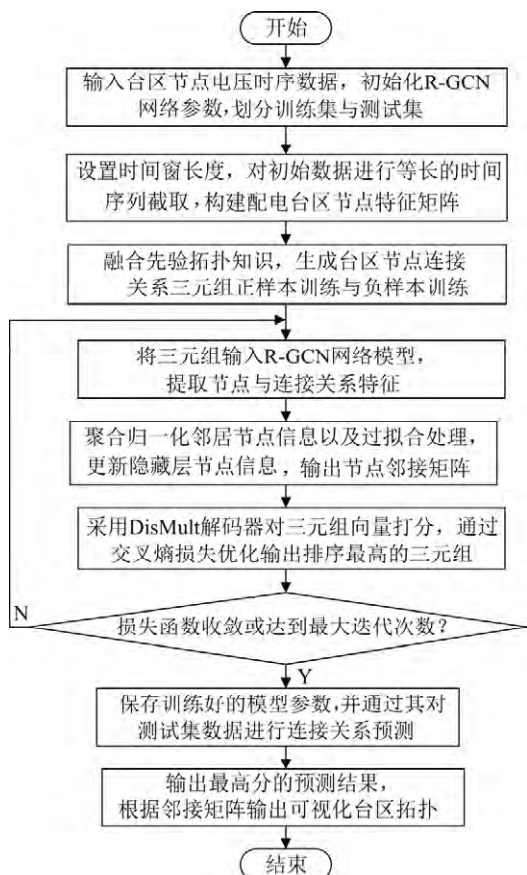 开始
输入台区节点电压时序数据，初始化R-GCN
网络参数,划分训练集与测试集
设置时间窗长度，对初始数据进行等长的时间
序列截取,构建配电台区节点特征矩阵
融合先验拓扑知识，生成台区节点连接
关系三元组正样本训练与负样本训练
将三元组输入R-GCN网络模型,
提取节点与连接关系特征
聚合归一化邻居节点信息以及过拟合处理,
更新隐藏层节点信息，输出节点邻接矩阵
采用DisMult解码器对三元组向量打分，通过
交叉熵损失优化输出排序最高的三元组
N
损失函数收敛或达到最大迭代次数?
Y
保存训练好的模型参数,并通过其对
测试集数据进行连接关系预测
输出最高分的预测结果,
根据邻接矩阵输出可视化台区拓扑
结束